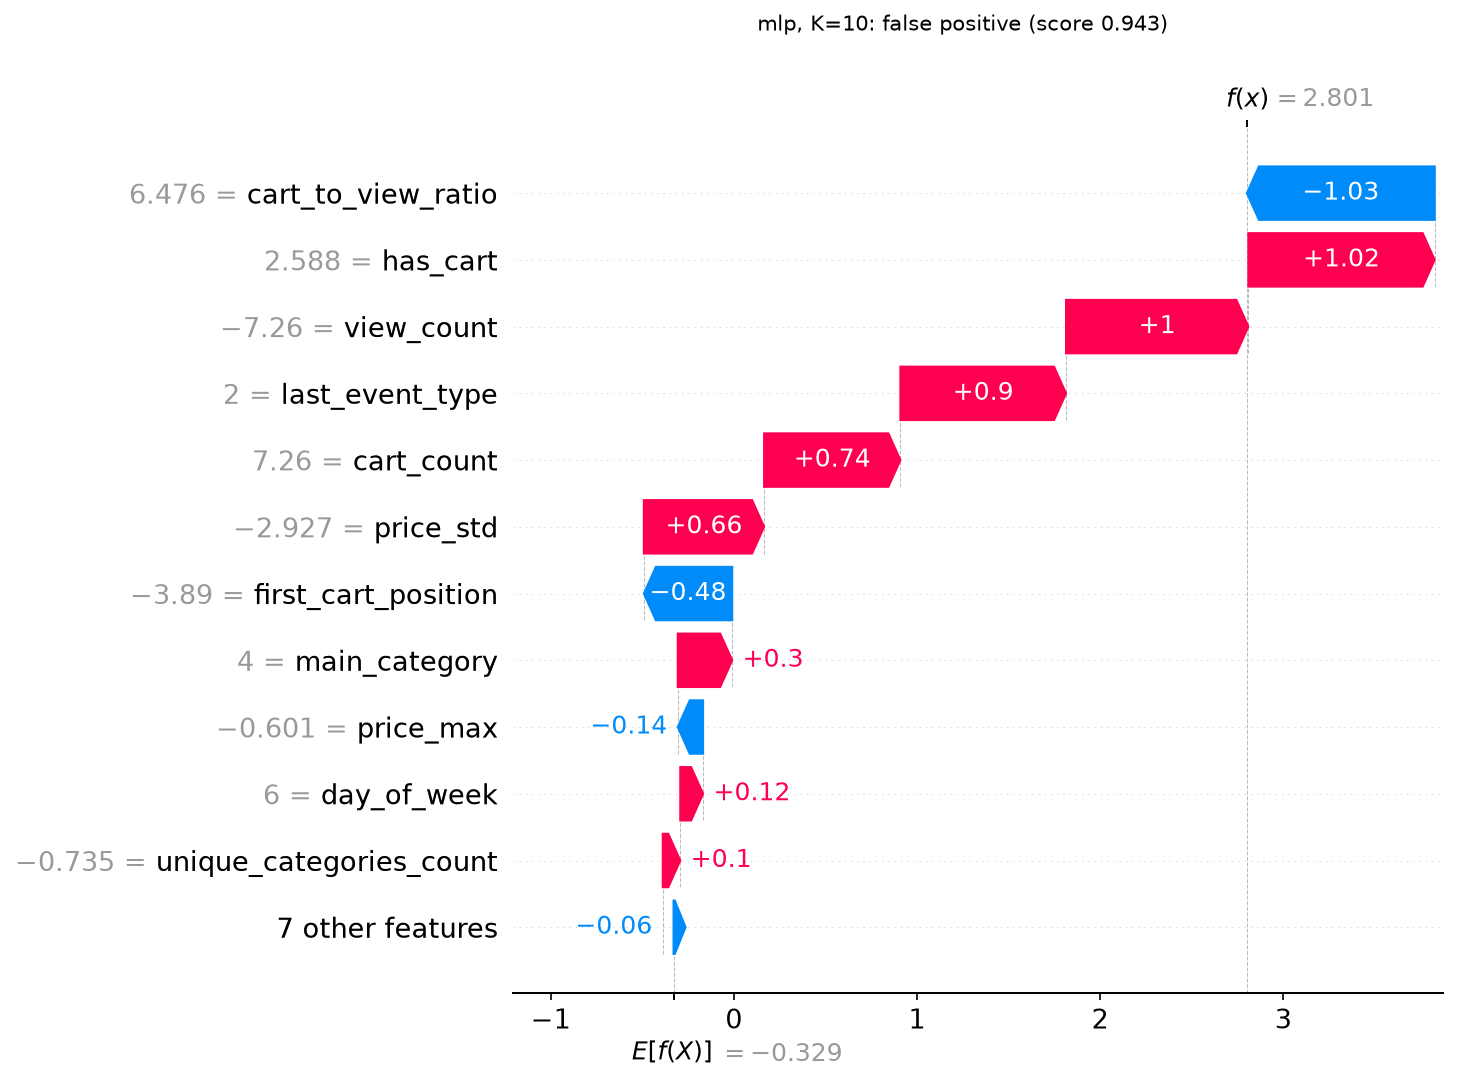 mlp, K=10: false positive (score 0.943)
f(x) = 2.801
6.476 = cart_to_view_ratio −1.03
2.588 = has_cart +1.02
−7.26 = view_count +1
2 = last_event_type +0.9
7.26 = cart_count +0.74
−2.927 = price_std +0.66
−3.89 = first_cart_position −0.48
4 = main_category +0.3
−0.601 = price_max −0.14
6 = day_of_week +0.12
−0.735 = unique_categories_count +0.1
7 other features −0.06
−1 0 1 2 3
E[f(X)] = −0.329